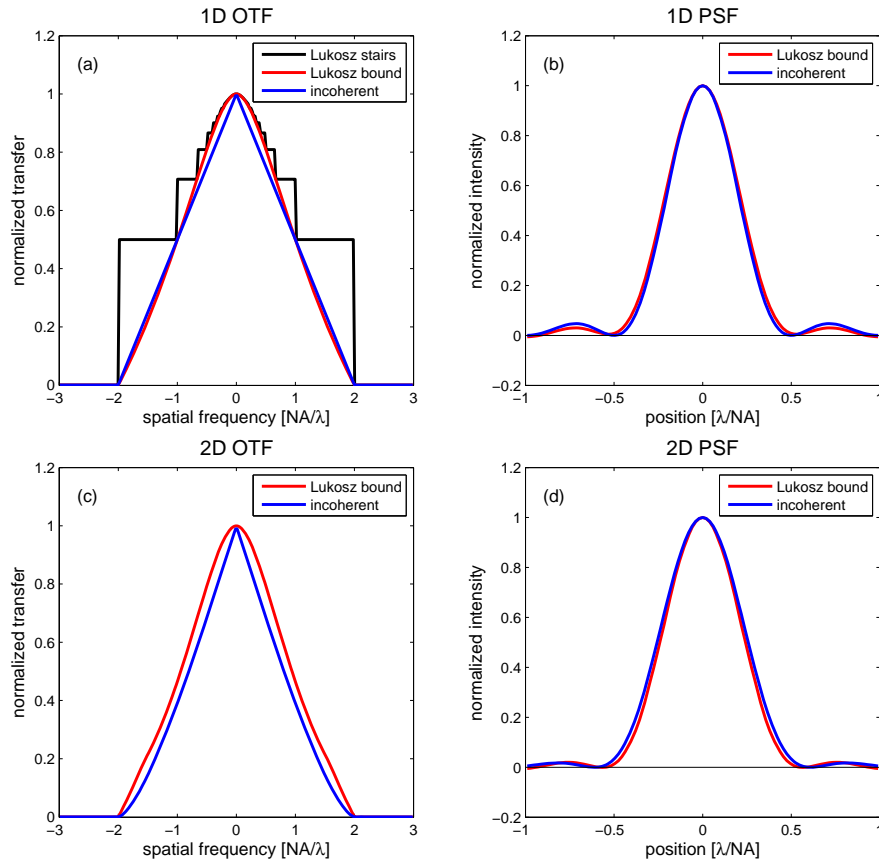 1D OTF
1.2
1
0.8
0.6
0.4
0.2
0
normalized transfer
(a)
Lukosz stairs
Lukosz bound
incoherent
−3 −2 −1 0 1 2 3
spatial frequency [NA/λ]
1D PSF
1.2
1
0.8
0.6
0.4
0.2
0
−0.2
normalized intensity
(b)
Lukosz bound
incoherent
−1 −0.5 0 0.5 1
position [λ/NA]
2D OTF
1.2
1
0.8
0.6
0.4
0.2
0
normalized transfer
(c)
Lukosz bound
incoherent
−3 −2 −1 0 1 2 3
spatial frequency [NA/λ]
2D PSF
1.2
1
0.8
0.6
0.4
0.2
0
−0.2
normalized intensity
(d)
Lukosz bound
incoherent
−1 −0.5 0 0.5 1
position [λ/NA]